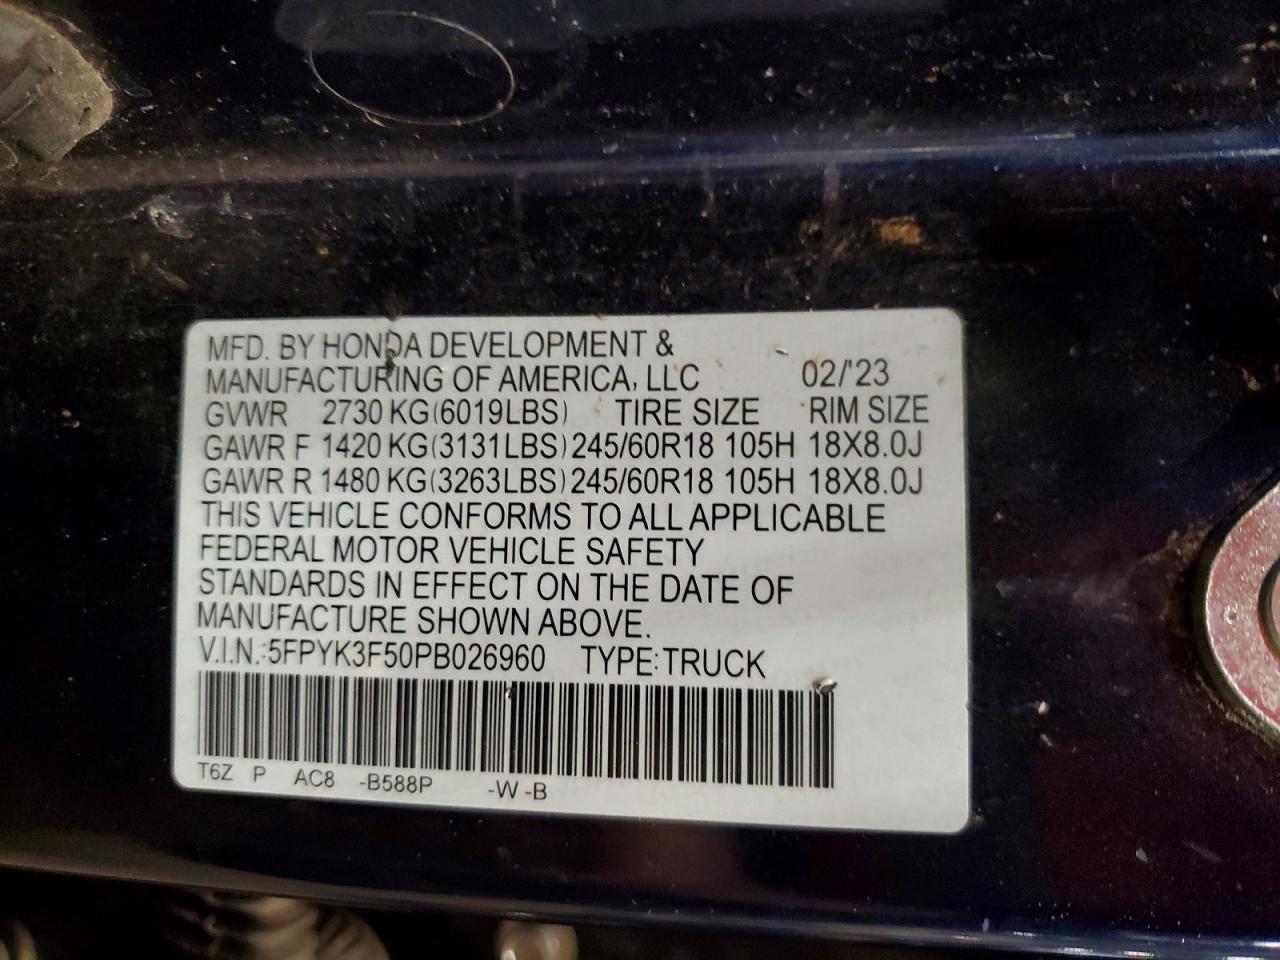 MFD. BY HONDA DEVELOPMENT &
MANUFACTURING OF AMERICA, LLC 02/'23
GVWR 2730 KG(6019LBS) TIRE SIZE RIM SIZE
GAWR F 1420 KG(3131LBS) 245/60R18 105H 18X8.0J
GAWR R 1480 KG(3263LBS) 245/60R18 105H 18X8.0J
THIS VEHICLE CONFORMS TO ALL APPLICABLE
FEDERAL MOTOR VEHICLE SAFETY
STANDARDS IN EFFECT ON THE DATE OF
MANUFACTURE SHOWN ABOVE.
V.I.N.:5FPYK3F50PB026960 TYPE:TRUCK
T6Z P AC8 -B588P -W -B